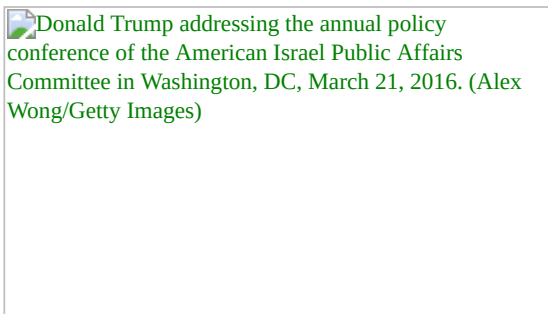 Donald Trump addressing the annual policy
conference of the American Israel Public Affairs
Committee in Washington, DC, March 21, 2016. (Alex
Wong/Getty Images)